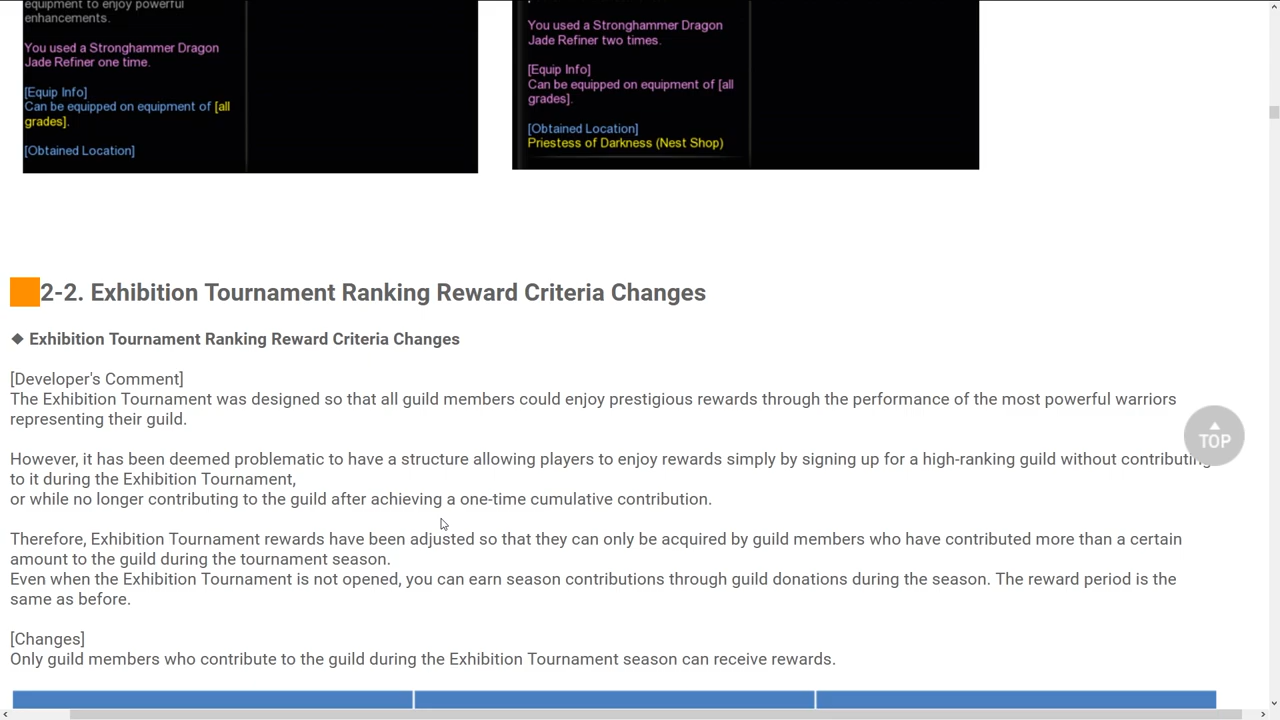 equipment to enjoy powerful
enhancements.
You used a Stronghammer Dragon
Jade Refiner one time.
[Equip Info]
Can be equipped on equipment of [all
grades].
[Obtained Location]
You used a Stronghammer Dragon
Jade Refiner two times.
[Equip Info]
Can be equipped on equipment of [all
grades].
[Obtained Location]
Priestess of Darkness (Nest Shop)
2-2. Exhibition Tournament Ranking Reward Criteria Changes
❖ Exhibition Tournament Ranking Reward Criteria Changes
[Developer's Comment]
The Exhibition Tournament was designed so that all guild members could enjoy prestigious rewards through the performance of the most powerful warriors
representing their guild.
However, it has been deemed problematic to have a structure allowing players to enjoy rewards simply by signing up for a high-ranking guild without contributing
to it during the Exhibition Tournament,
or while no longer contributing to the guild after achieving a one-time cumulative contribution.
Therefore, Exhibition Tournament rewards have been adjusted so that they can only be acquired by guild members who have contributed more than a certain
amount to the guild during the tournament season.
Even when the Exhibition Tournament is not opened, you can earn season contributions through guild donations during the season. The reward period is the
same as before.
[Changes]
Only guild members who contribute to the guild during the Exhibition Tournament season can receive rewards.
TOP